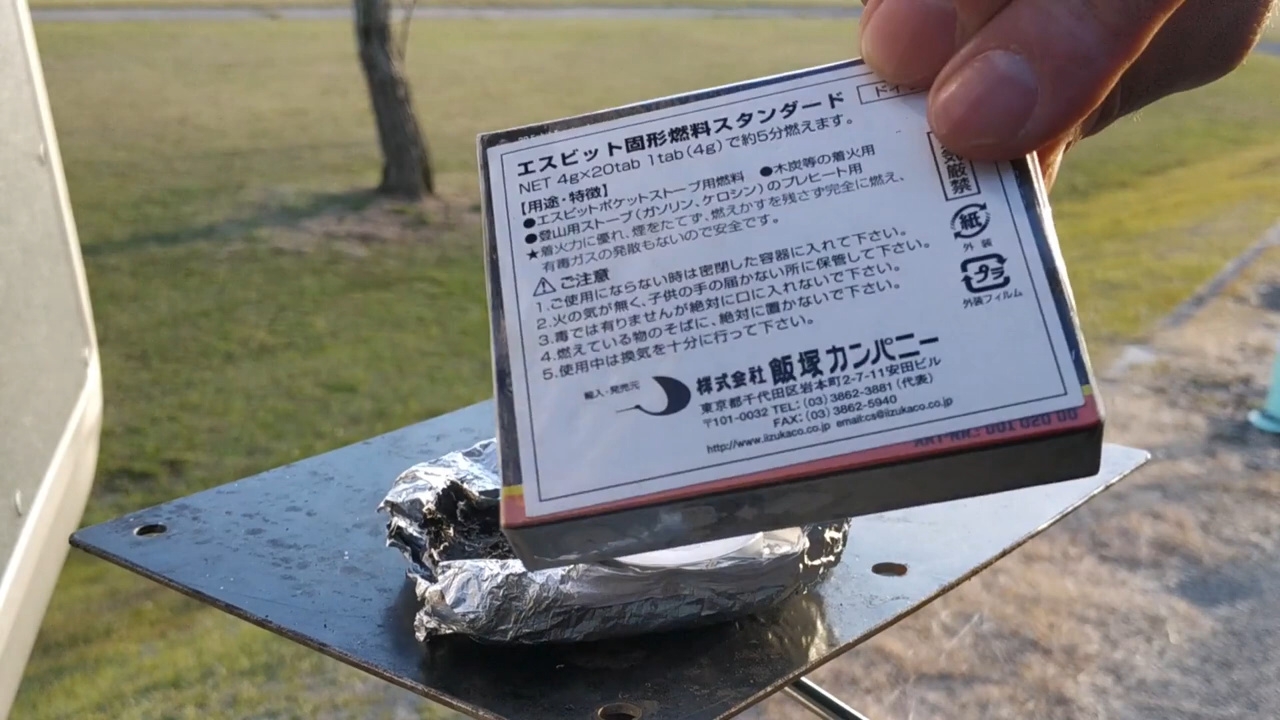 エスビット固形燃料スタンダード
ドイ
NET 4g×20tab 1tab(4g)で約5分燃えます。
【用途・特徴】
●エスビットポケットストーブ用燃料 ●木炭等の着火用
●登山用ストーブ(ガソリン、ケロシン)のプレヒート用
★着火力に優れ、煙をたてず、燃えかすを残さず完全に燃え、
有毒ガスの発散もないので安全です。
気厳禁
紙
外装
プラ
外装フィルム
⚠ご注意
1.ご使用にならない時は密閉した容器に入れて下さい。
2.火の気が無く、子供の手の届かない所に保管して下さい。
3.毒では有りませんが絶対に口に入れないで下さい。
4.燃えている物のそばに、絶対に置かないで下さい。
5.使用中は換気を十分に行って下さい。
輸入・発売元
株式会社 飯塚カンパニー
東京都千代田区岩本町2-7-11安田ビル
〒101-0032 TEL:(03)3862-3881(代表)
FAX:(03)3862-5940
http://www.iizukaco.co.jp email:cs@iizukaco.co.jp
ART-NR: 001 020 00